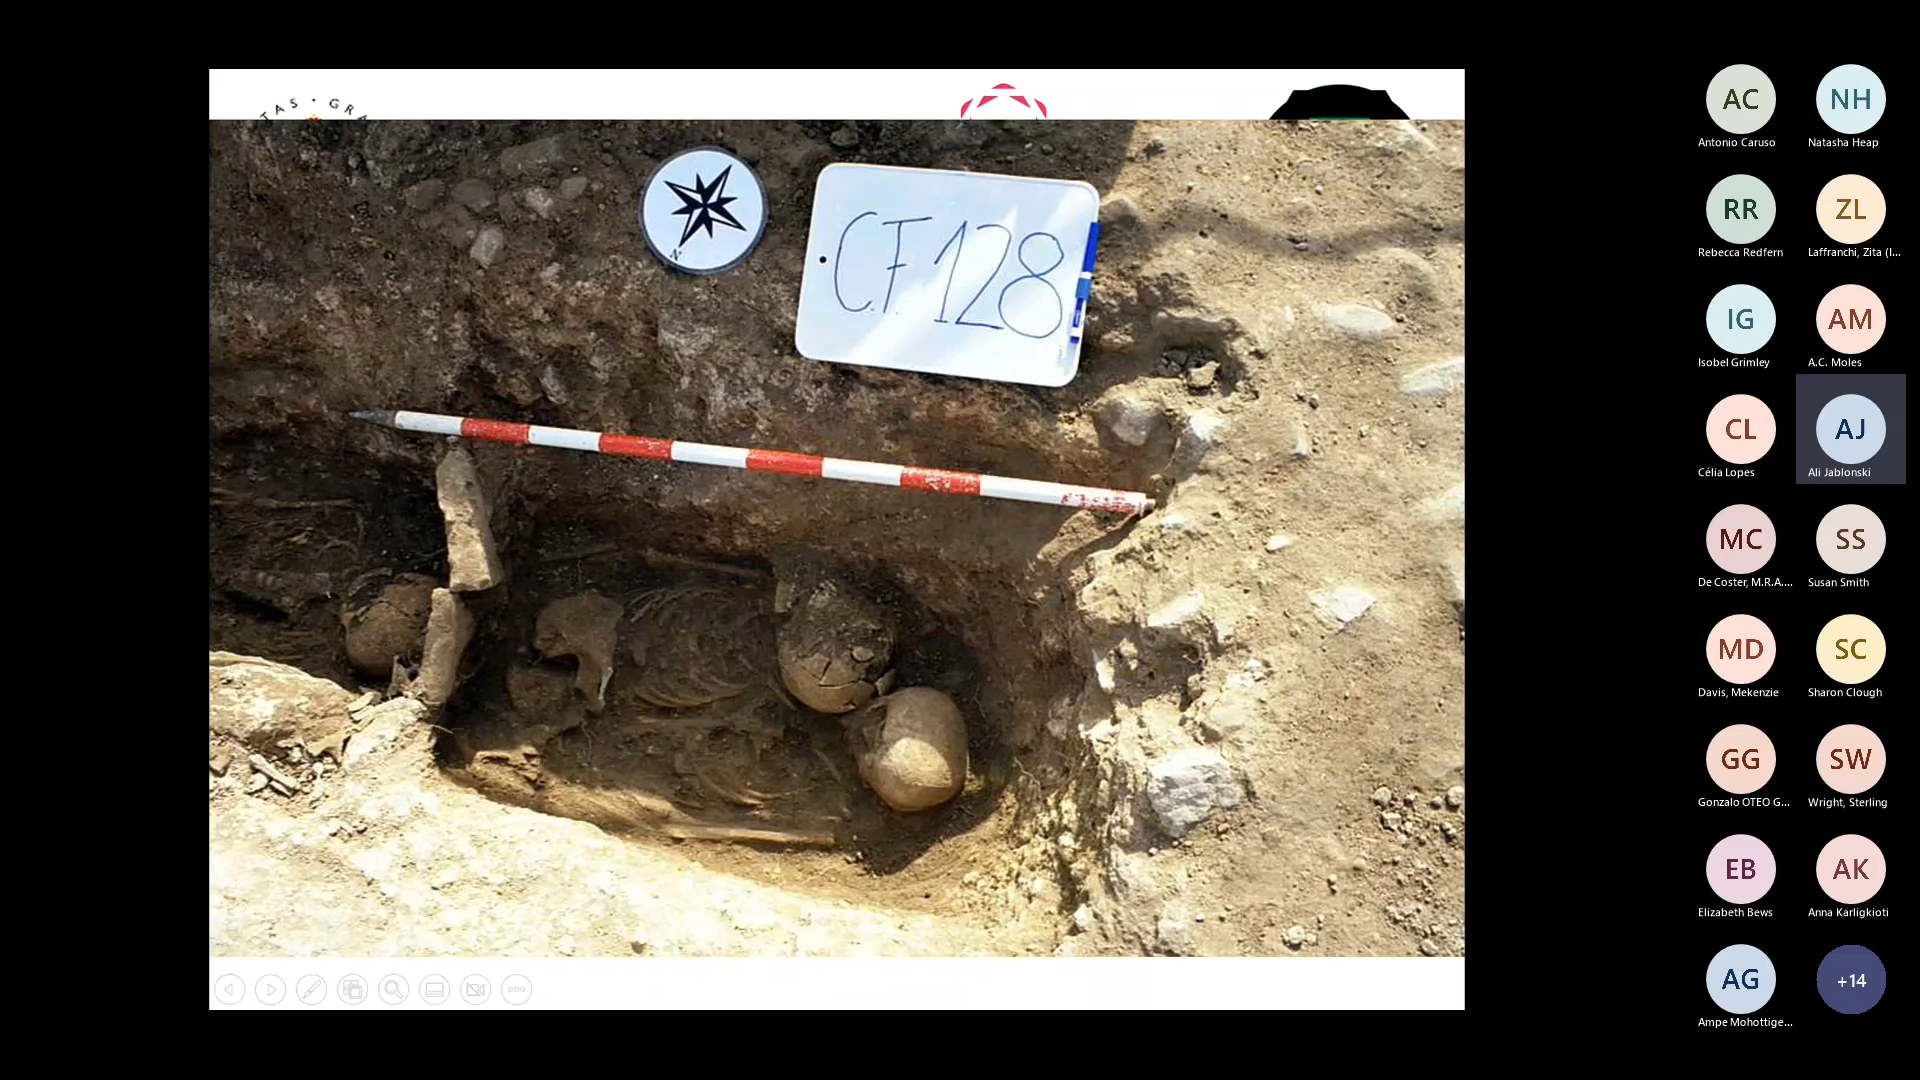 TAS · GRA
N
CF 128
AC
Antonio Caruso
NH
Natasha Heap
RR
Rebecca Redfern
ZL
Laffranchi, Zita (I...
IG
Isobel Grimley
AM
A.C. Moles
CL
Célia Lopes
AJ
Ali Jablonski
MC
De Coster, M.R.A....
SS
Susan Smith
MD
Davis, Mekenzie
SC
Sharon Clough
GG
Gonzalo OTEO G...
SW
Wright, Sterling
EB
Elizabeth Bews
AK
Anna Karligkioti
AG
Ampe Mohottige...
+14